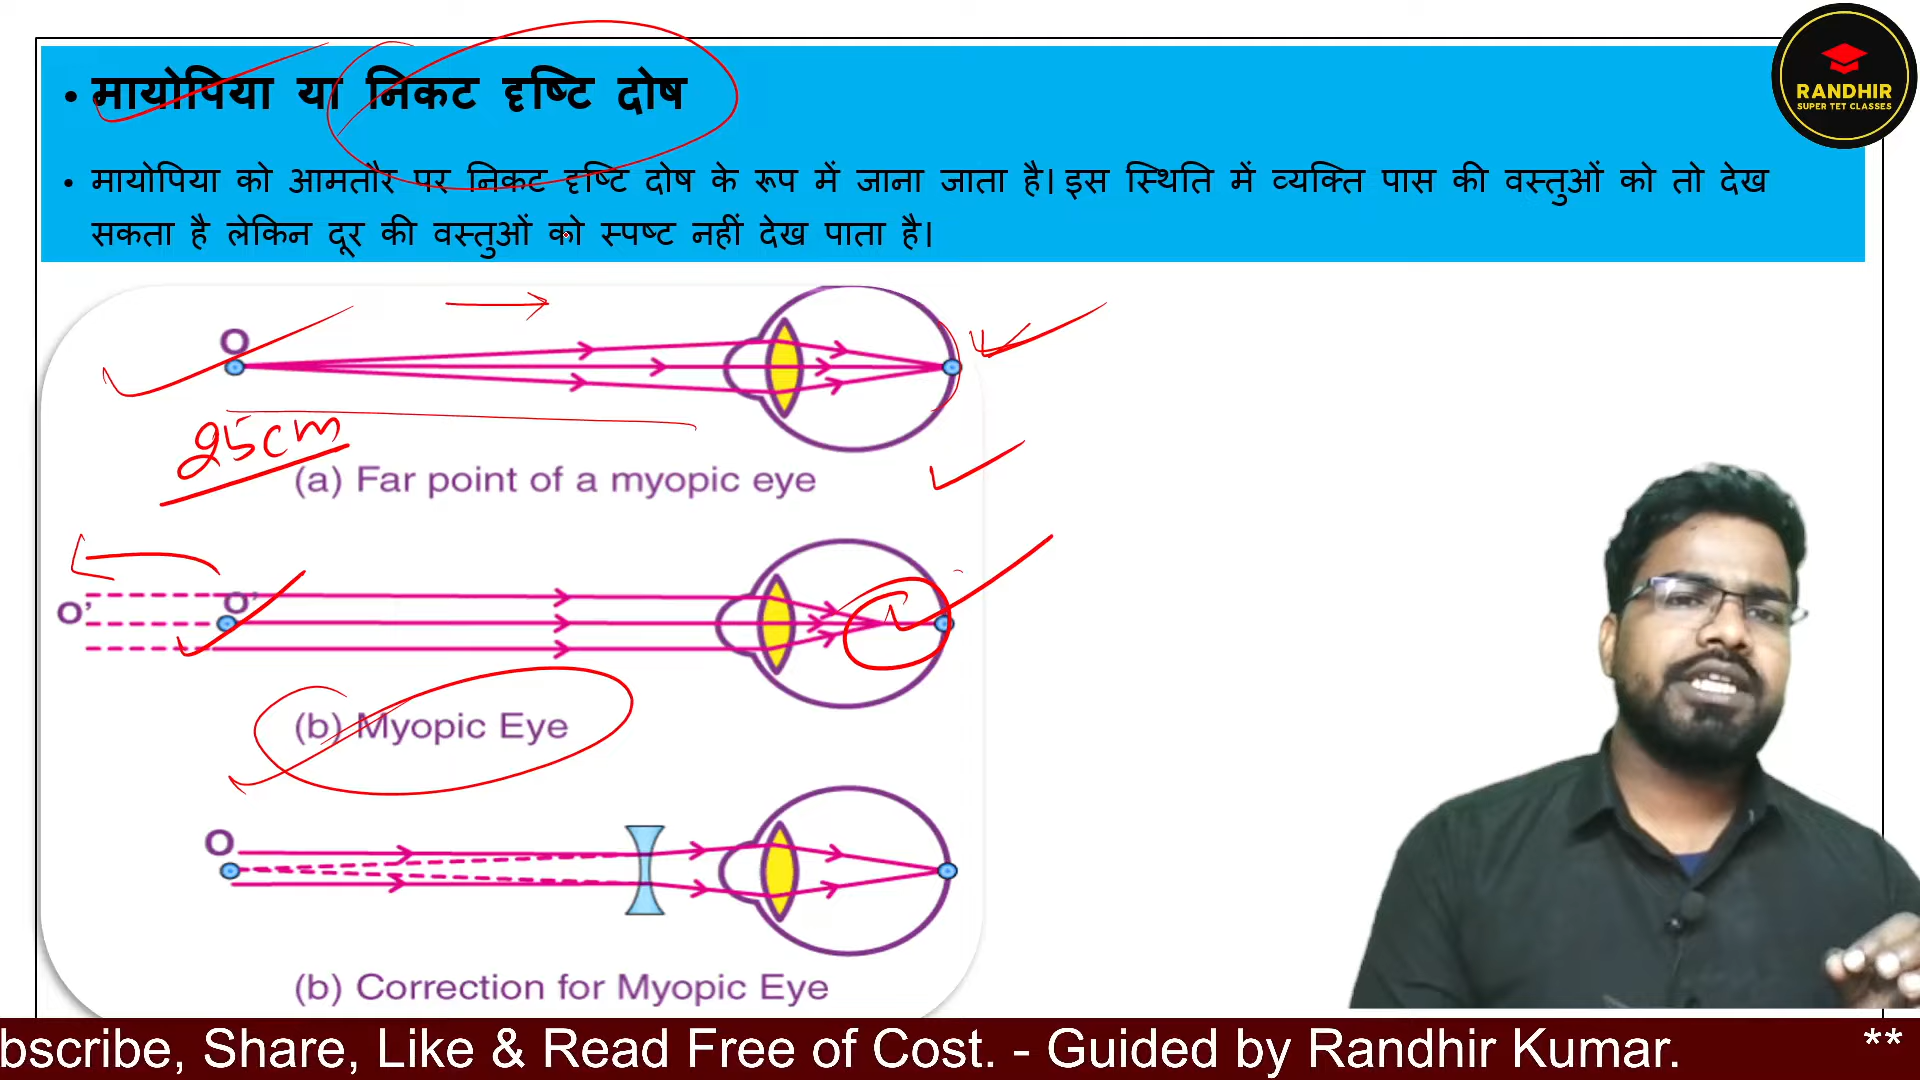 • मायोपिया या निकट दृष्टि दोष
• मायोपिया को आमतौर पर निकट दृष्टि दोष के रूप में जाना जाता है। इस स्थिति में व्यक्ति पास की वस्तुओं को तो देख
सकता है लेकिन दूर की वस्तुओं को स्पष्ट नहीं देख पाता है।
RANDHIR
SUPER TET CLASSES
O
25cm
(a) Far point of a myopic eye
O' O'
(b) Myopic Eye
O
(b) Correction for Myopic Eye
bscribe, Share, Like & Read Free of Cost. - Guided by Randhir Kumar. **